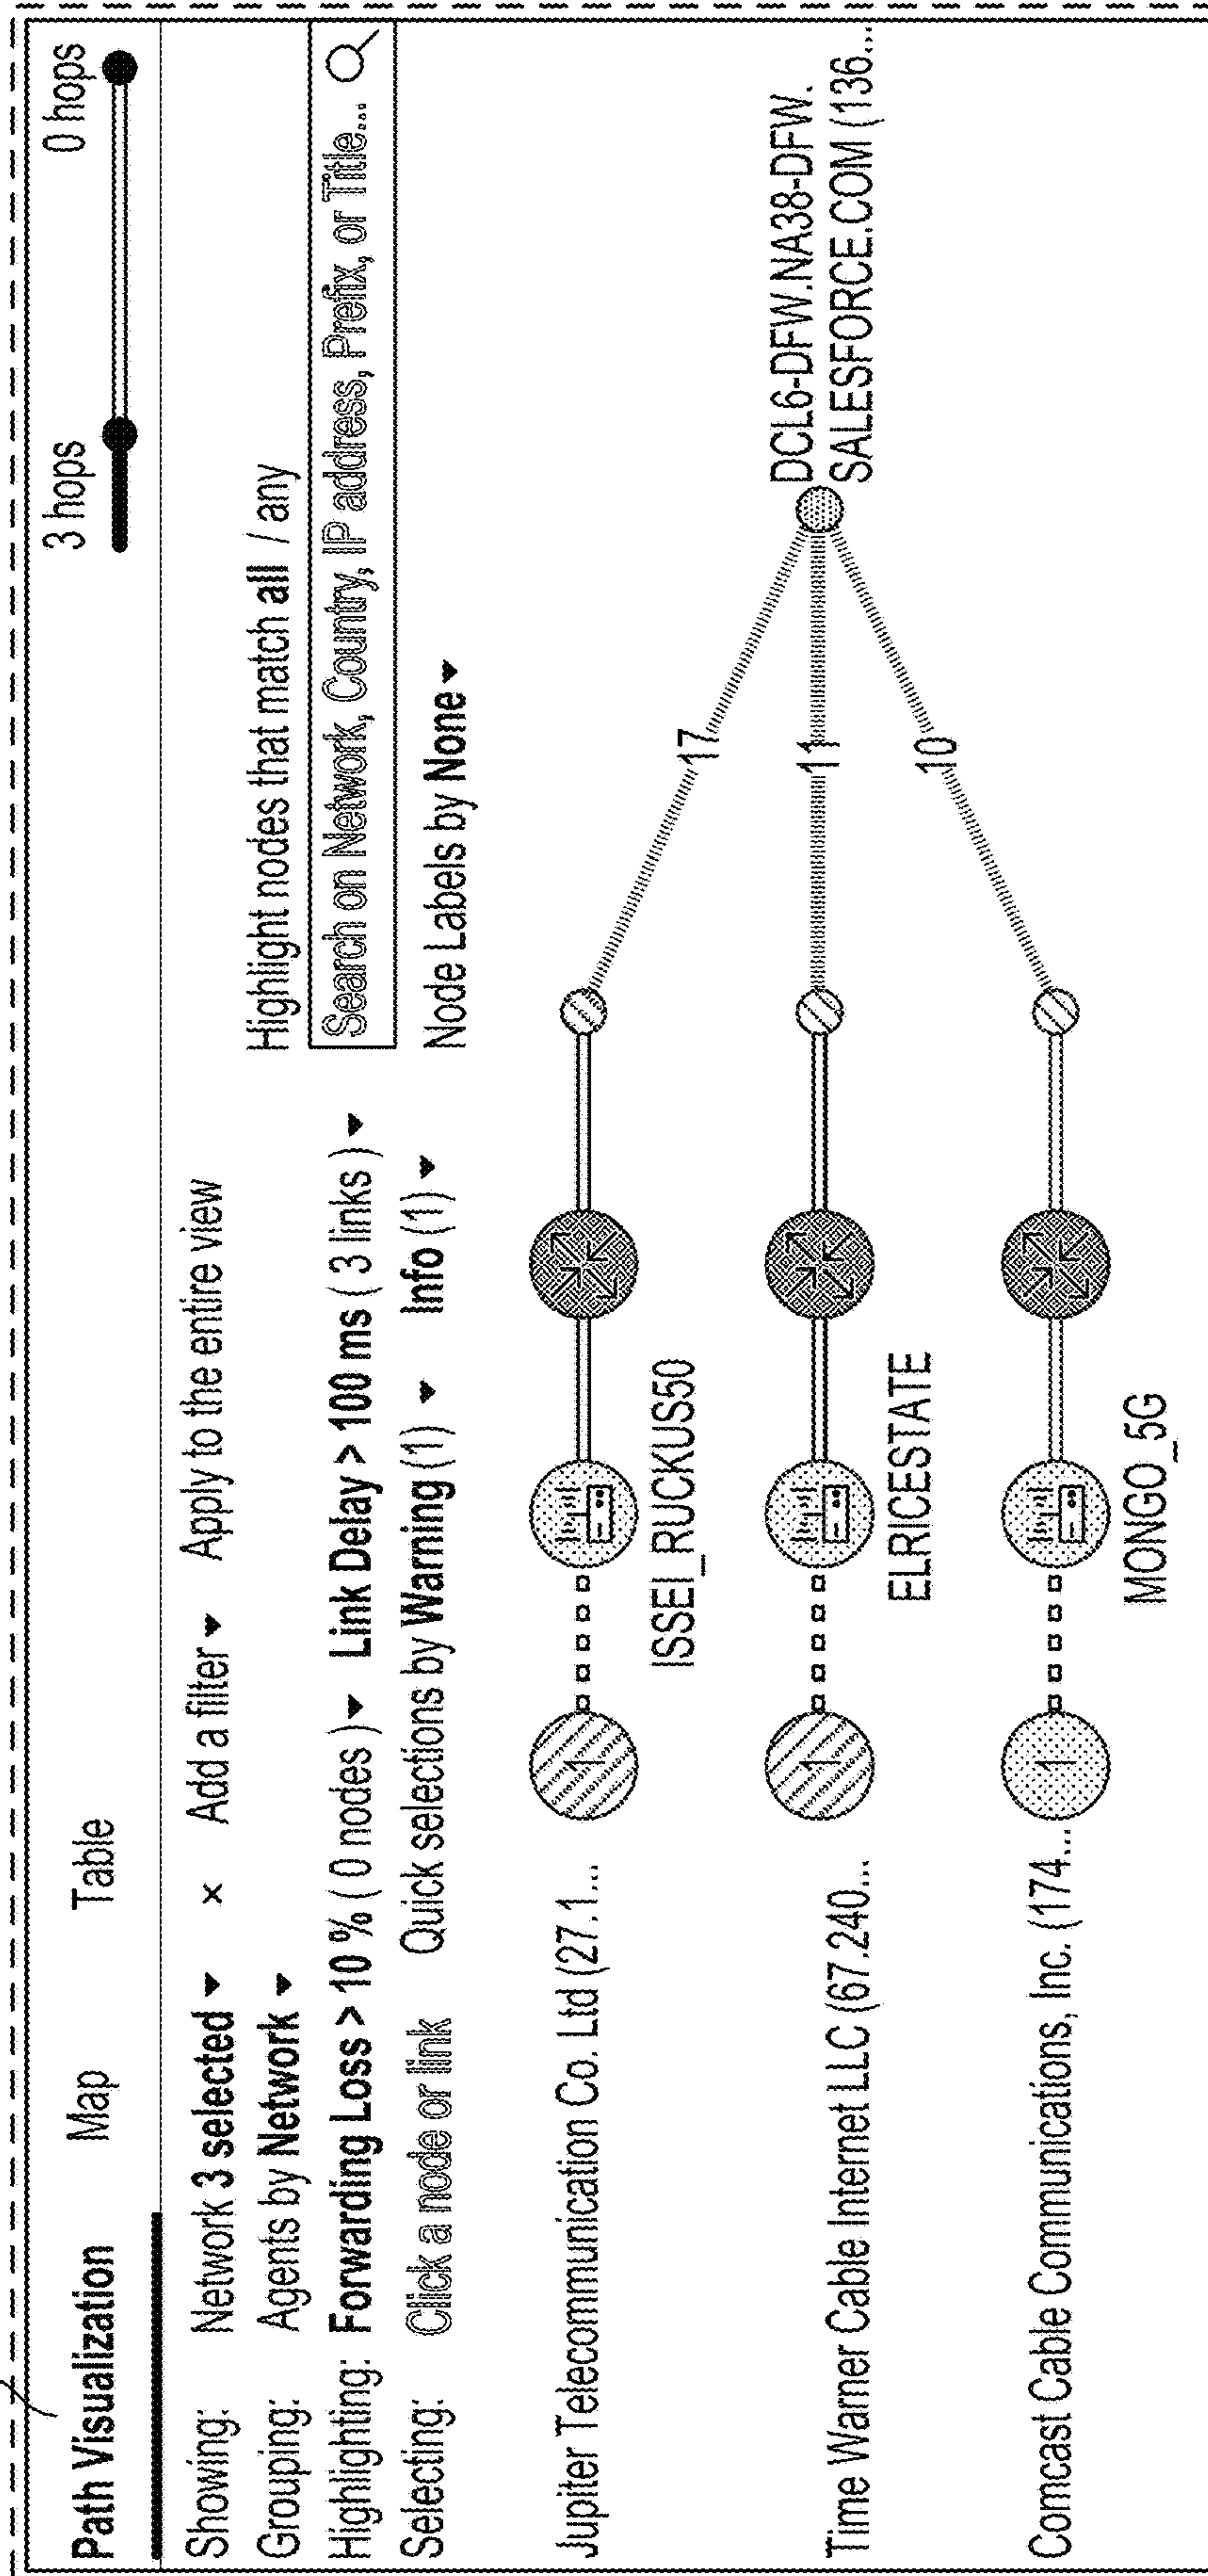 Path Visualization Map Table 3 hops 0 hops
Showing: Network 3 selected ▾ × Add a filter ▾ Apply to the entire view
Grouping: Agents by Network ▾ Highlight nodes that match all / any
Highlighting: Forwarding Loss > 10 % ( 0 nodes ) ▾ Link Delay > 100 ms ( 3 links ) ▾ Search on Network, Country, IP address, Prefix, or Title...
Selecting: Click a node or link Quick selections by Warning (1) ▾ Info (1) ▾ Node Labels by None ▾
Jupiter Telecommunication Co. Ltd (27.1... 1
ISSEI_RUCKUS50
17
Time Warner Cable Internet LLC (67.240... 1
ELRICESTATE
11
DCL6-DFW.NA38-DFW.
SALESFORCE.COM (136...
Comcast Cable Communications, Inc. (174... 1
MONGO_5G
10